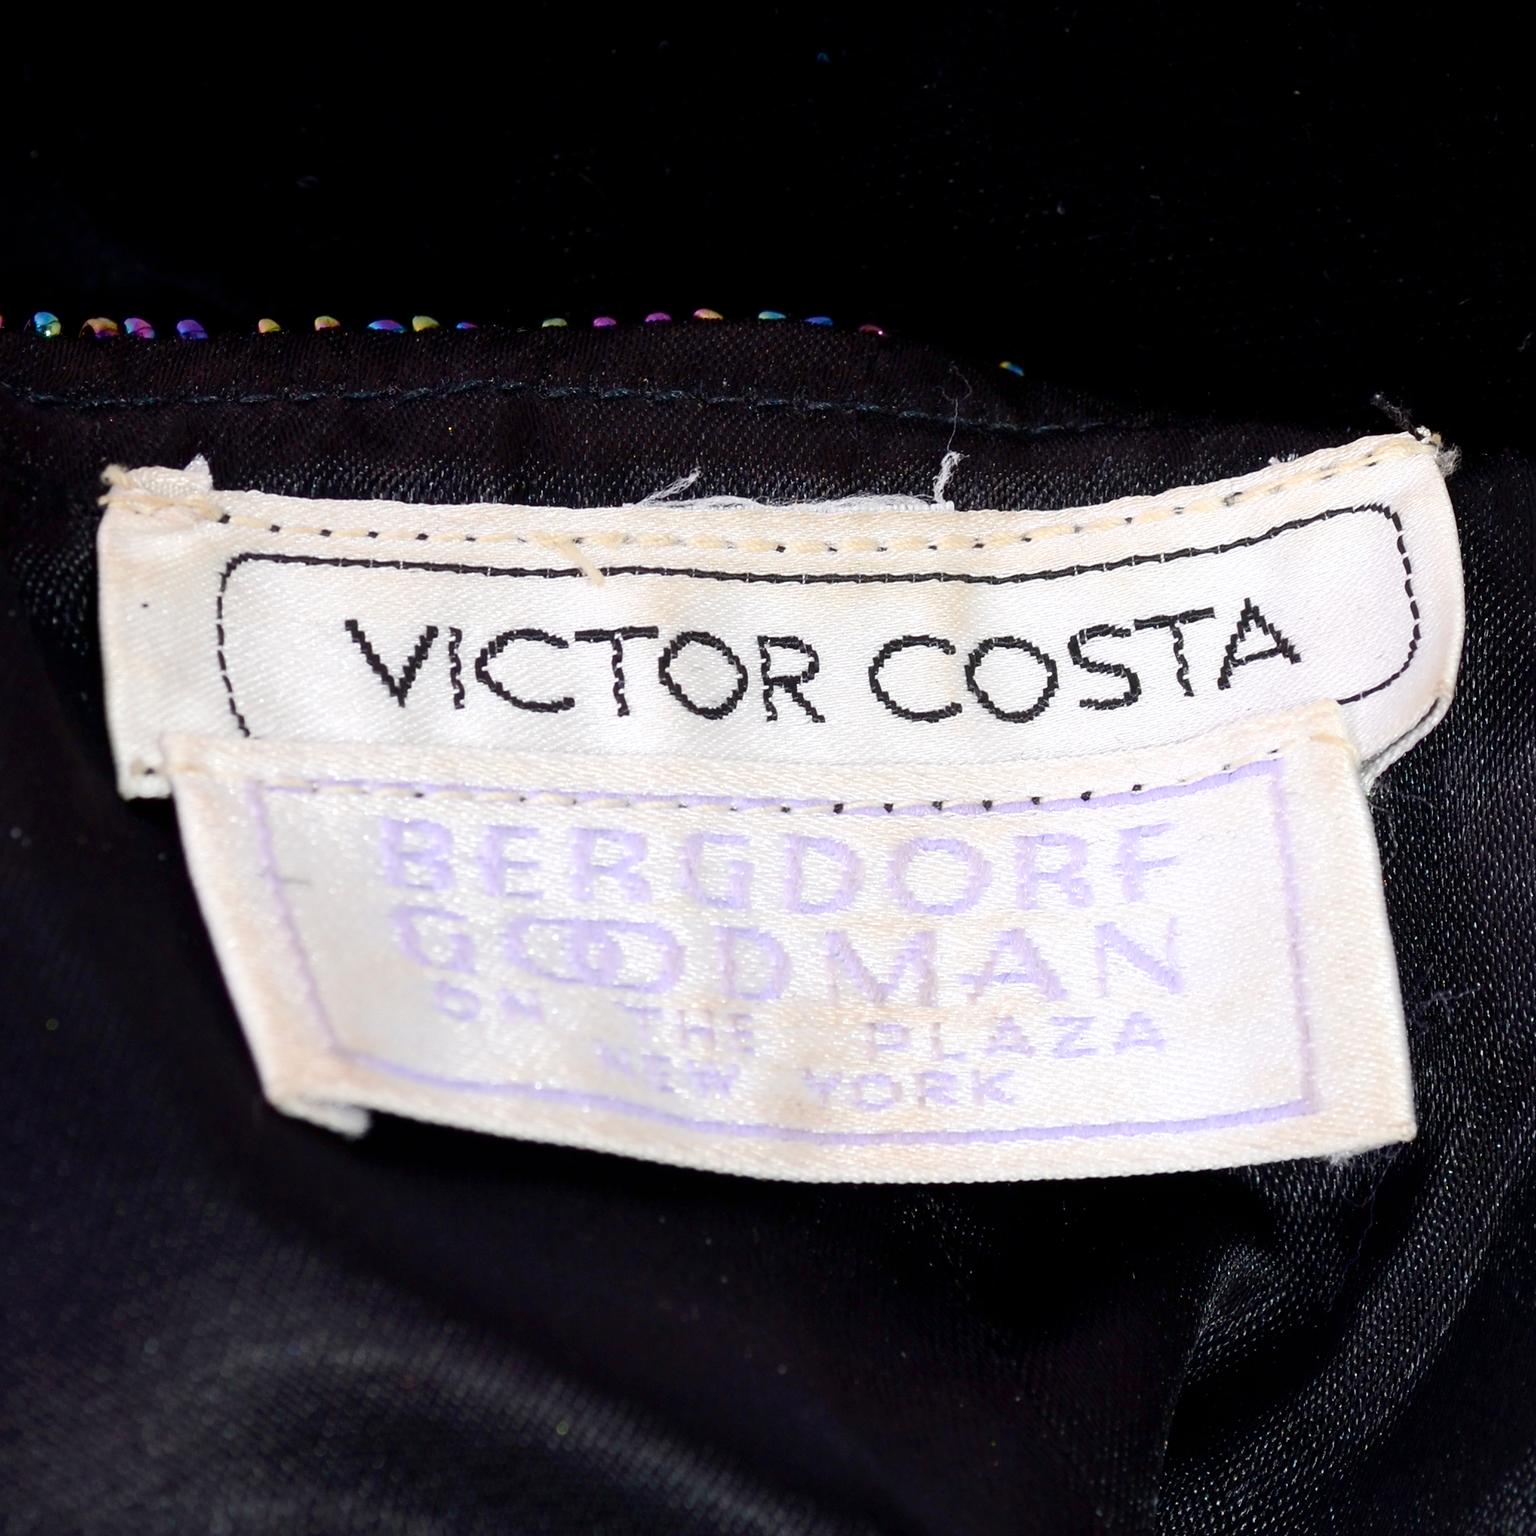 VICTOR COSTA
BERGDORF
GOODMAN
ON THE PLAZA
NEW YORK